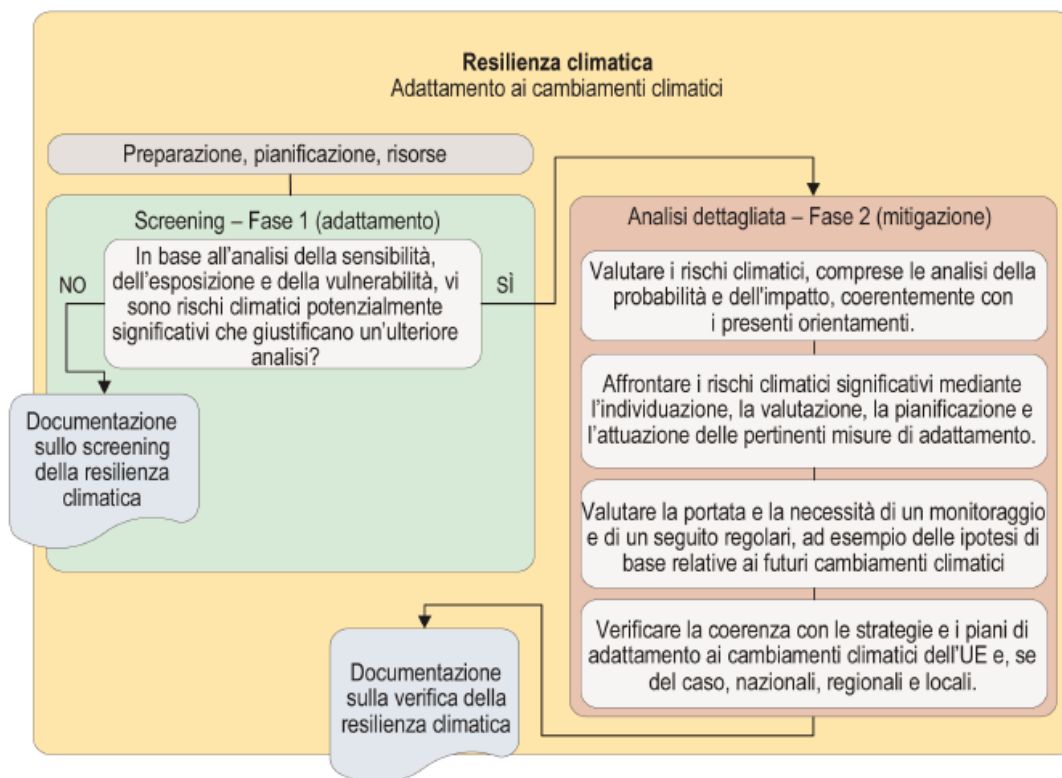 Resilienza climatica
Adattamento ai cambiamenti climatici
Preparazione, pianificazione, risorse
Screening – Fase 1 (adattamento)
In base all'analisi della sensibilità,
dell'esposizione e della vulnerabilità, vi
sono rischi climatici potenzialmente
significativi che giustificano un'ulteriore
analisi?
NO
SÌ
Documentazione
sullo screening
della resilienza
climatica
Analisi dettagliata – Fase 2 (mitigazione)
Valutare i rischi climatici, comprese le analisi della
probabilità e dell'impatto, coerentemente con
i presenti orientamenti.
Affrontare i rischi climatici significativi mediante
l'individuazione, la valutazione, la pianificazione e
l'attuazione delle pertinenti misure di adattamento.
Valutare la portata e la necessità di un monitoraggio
e di un seguito regolari, ad esempio delle ipotesi di
base relative ai futuri cambiamenti climatici
Verificare la coerenza con le strategie e i piani di
adattamento ai cambiamenti climatici dell'UE e, se
del caso, nazionali, regionali e locali.
Documentazione
sulla verifica della
resilienza climatica